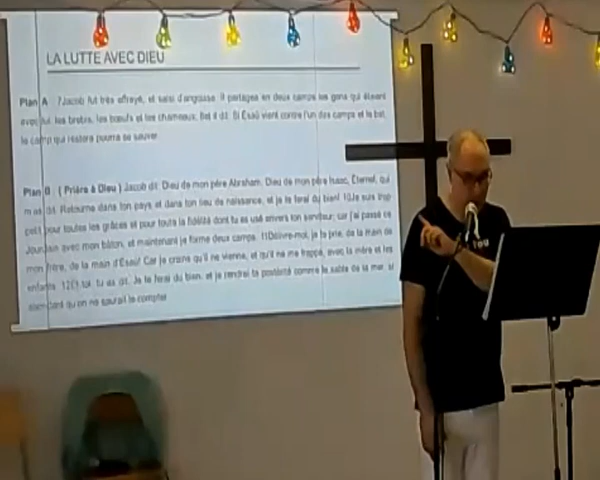 LA LUTTE AVEC DIEU
Plan A 7Jacob fut très effrayé, et saisi d'angoisse. Il partagea en deux camps les gens qui étaient
avec lui, les brebis, les bœufs et les chameaux; 8et il dit: Si Ésaü vient contre l'un des camps et le bat,
le camp qui restera pourra se sauver.
Plan B ( Prière à Dieu ) Jacob dit: Dieu de mon père Abraham, Dieu de mon père Isaac, Éternel, qui
m'as dit: Retourne dans ton pays et dans ton lieu de naissance, et je te ferai du bien! 10Je suis trop
petit pour toutes les grâces et pour toute la fidélité dont tu as usé envers ton serviteur; car j'ai passé ce
Jourdain avec mon bâton, et maintenant je forme deux camps. 11Délivre-moi, je te prie, de la main de
mon frère, de la main d'Ésaü! Car je crains qu'il ne vienne, et qu'il ne me frappe, avec la mère et les
enfants. 12Et toi, tu as dit: Je te ferai du bien, et je rendrai ta postérité comme le sable de la mer, si
abondant qu'on ne saurait le compter.
YOU